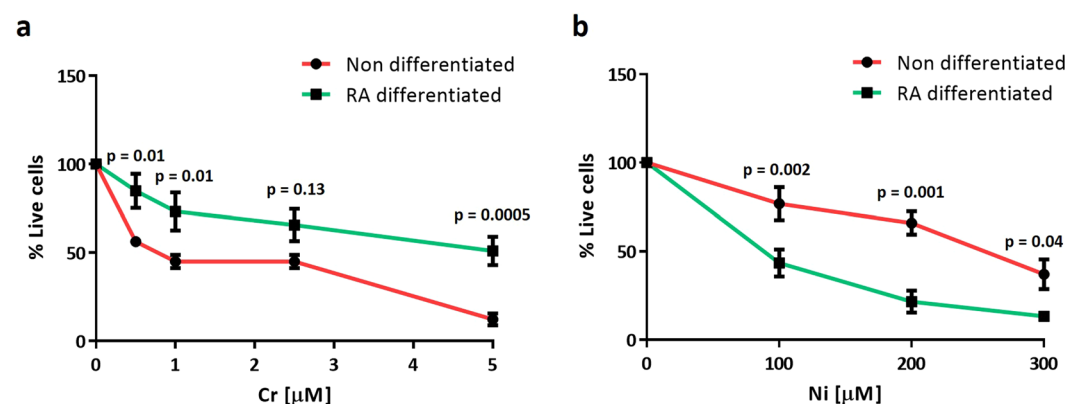 a
Non differentiated
RA differentiated
150
100
50
0
% Live cells
p = 0.01
p = 0.01
p = 0.13
p = 0.0005
0 1 2 3 4 5
Cr [μM]
b
Non differentiated
RA differentiated
150
100
50
0
% Live cells
p = 0.002
p = 0.001
p = 0.04
0 100 200 300
Ni [μM]